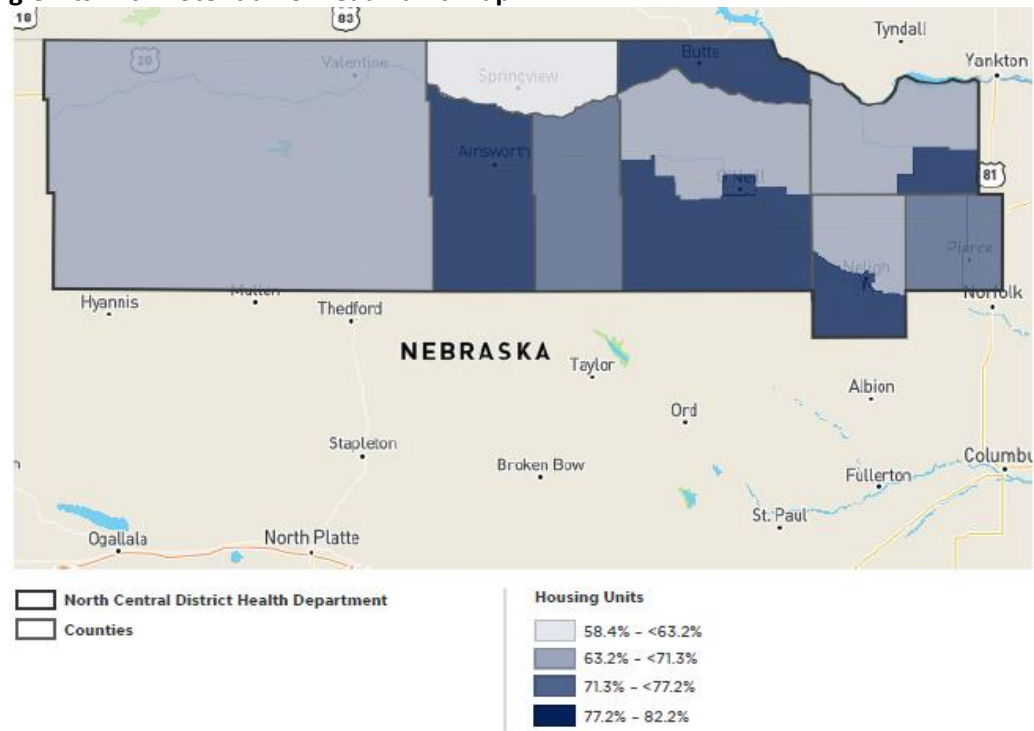 18
83
Tyndall
Butte
20
Valentine
Yankton
Springview
Ainsworth
O'Neill
81
Pierce
Neligh
Hyannis
Mullen
Thedford
Norfolk
NEBRASKA
Taylor
Albion
Ord
Stapleton
Broken Bow
Columbu
Fullerton
St. Paul
Ogallala
North Platte
North Central District Health Department
Counties
Housing Units
58.4% – <63.2%
63.2% – <71.3%
71.3% – <77.2%
77.2% – 82.2%